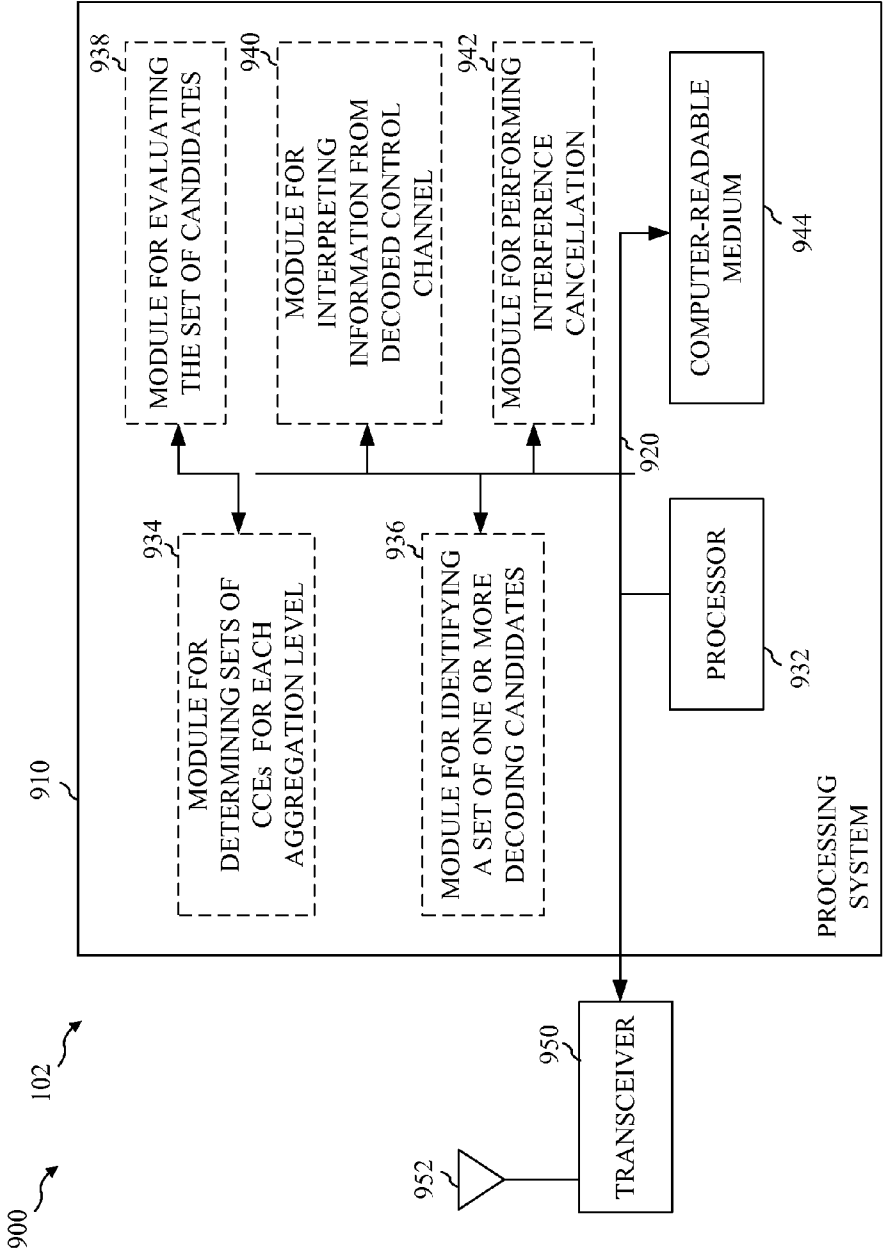 900
102
910
934
MODULE FOR
DETERMINING SETS OF
CCEs FOR EACH
AGGREGATION LEVEL
938
MODULE FOR EVALUATING
THE SET OF CANDIDATES
940
MODULE FOR
INTERPRETING
INFORMATION FROM
DECODED CONTROL
CHANNEL
936
MODULE FOR IDENTIFYING
A SET OF ONE OR MORE
DECODING CANDIDATES
942
MODULE FOR PERFORMING
INTERFERENCE
CANCELLATION
920
952
950
TRANSCEIVER
PROCESSOR
932
COMPUTER-READABLE
MEDIUM
944
PROCESSING
SYSTEM